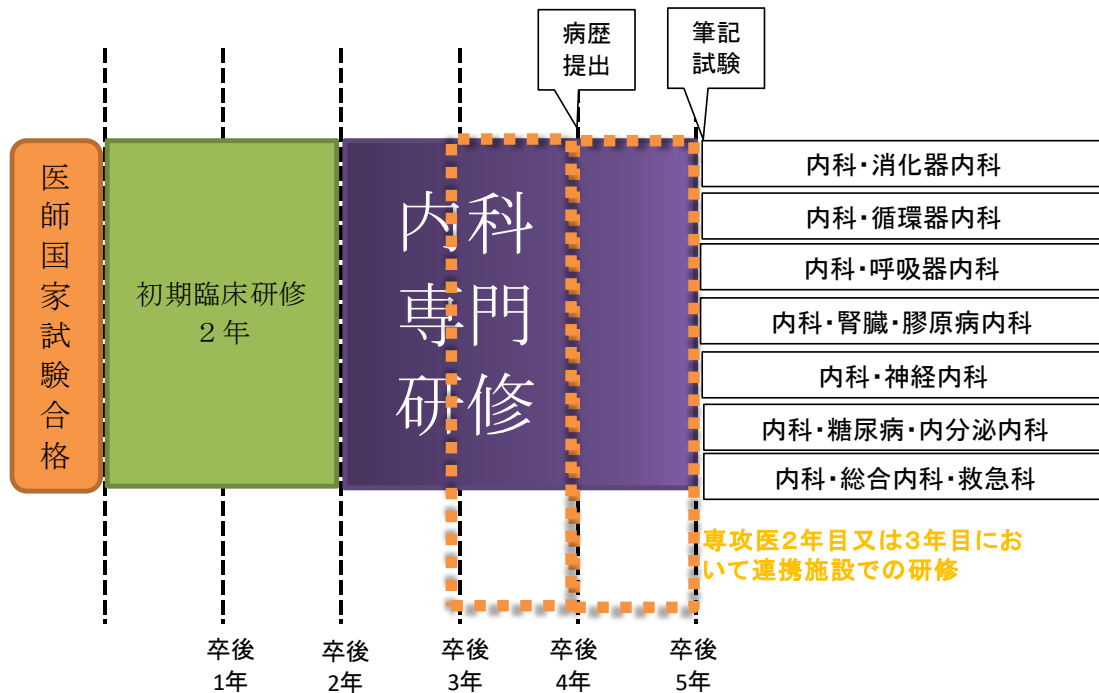 病歴
提出
筆記
試験
医師国家試験合格
初期臨床研修
2年
内科
専門
研修
内科・消化器内科
内科・循環器内科
内科・呼吸器内科
内科・腎臓・膠原病内科
内科・神経内科
内科・糖尿病・内分泌内科
内科・総合内科・救急科
専攻医2年目又は3年目にお
いて連携施設での研修
卒後
1年
卒後
2年
卒後
3年
卒後
4年
卒後
5年